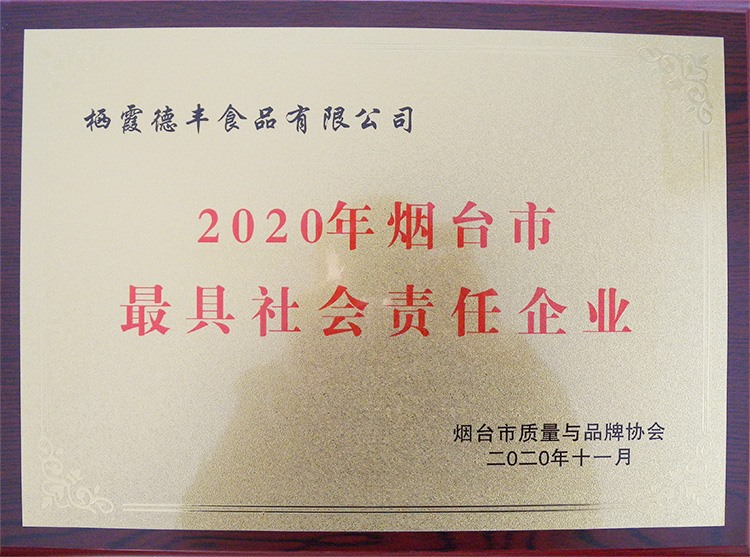 栖霞德丰食品有限公司
2020年烟台市
最具社会责任企业
烟台市质量与品牌协会
二〇二〇年十一月